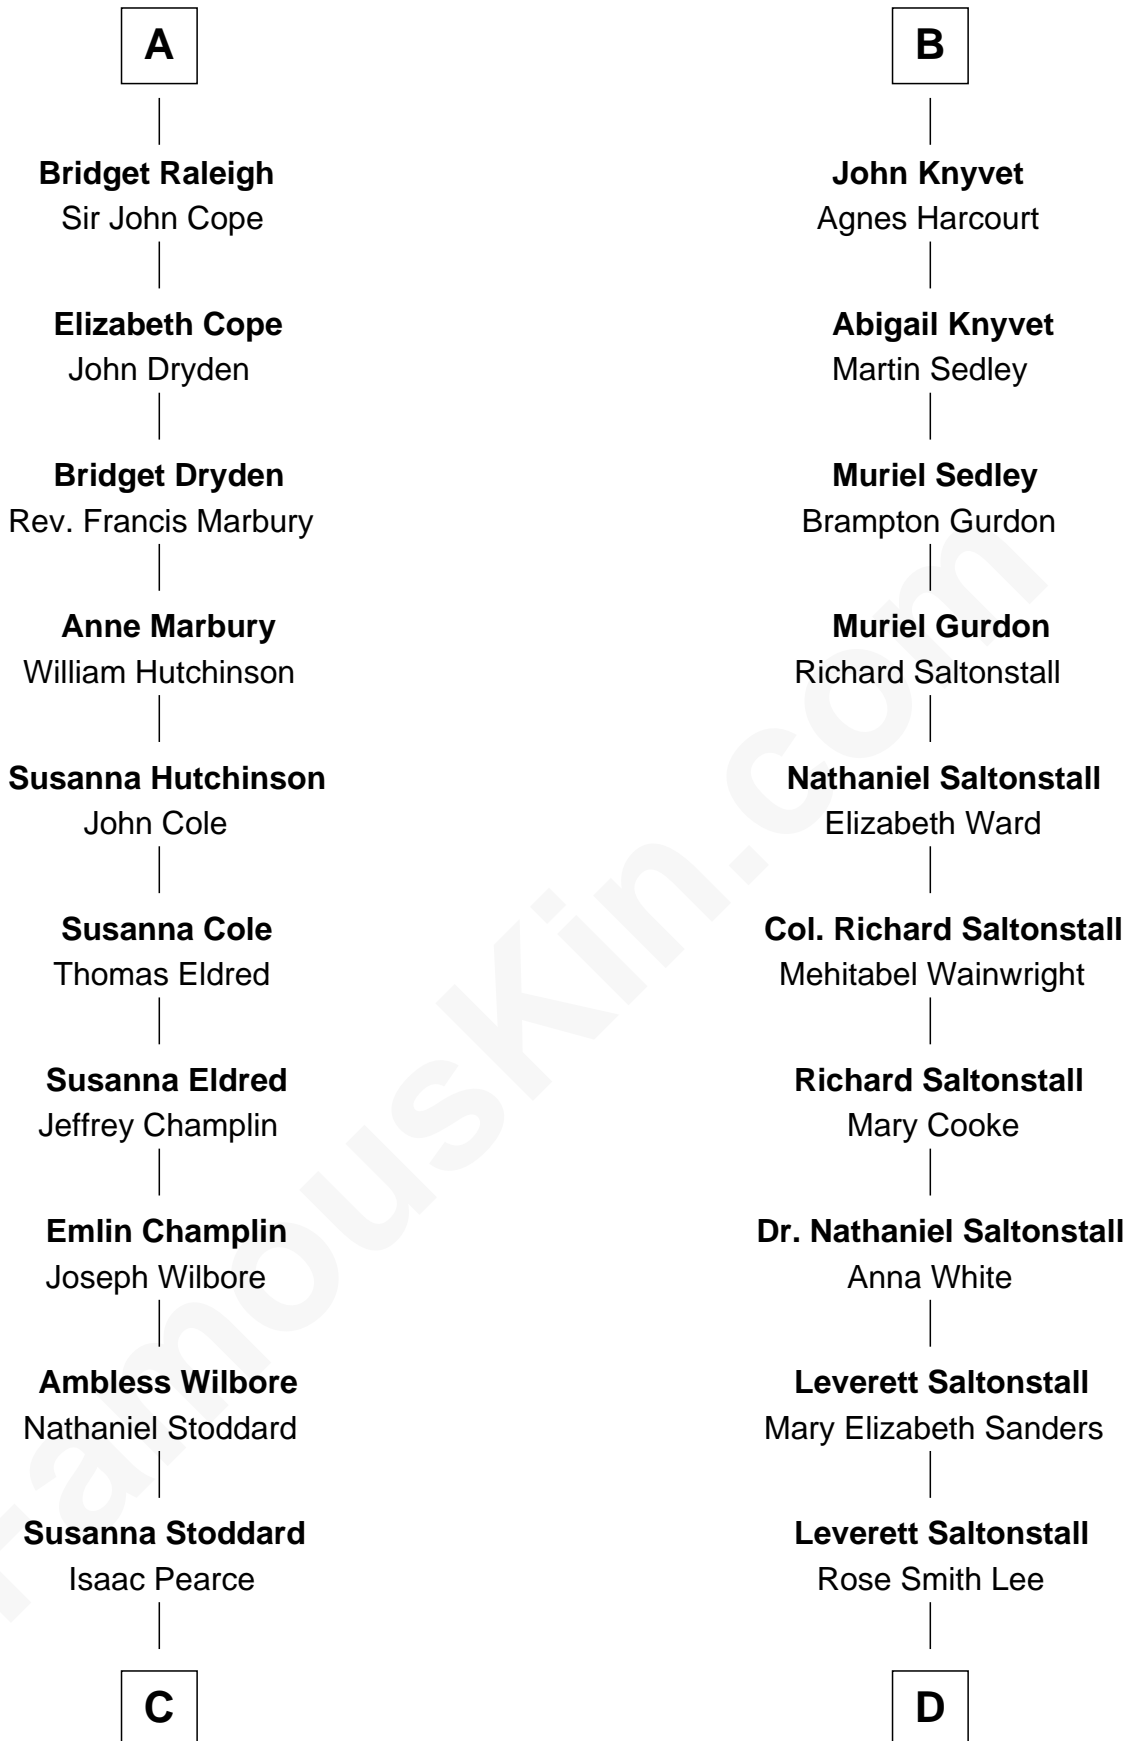 A
Bridget Raleigh
Sir John Cope
Elizabeth Cope
John Dryden
Bridget Dryden
Rev. Francis Marbury
Anne Marbury
William Hutchinson
Susanna Hutchinson
John Cole
Susanna Cole
Thomas Eldred
Susanna Eldred
Jeffrey Champlin
Emlin Champlin
Joseph Wilbore
Ambless Wilbore
Nathaniel Stoddard
Susanna Stoddard
Isaac Pearce
C
B
John Knyvet
Agnes Harcourt
Abigail Knyvet
Martin Sedley
Muriel Sedley
Brampton Gurdon
Muriel Gurdon
Richard Saltonstall
Nathaniel Saltonstall
Elizabeth Ward
Col. Richard Saltonstall
Mehitabel Wainwright
Richard Saltonstall
Mary Cooke
Dr. Nathaniel Saltonstall
Anna White
Leverett Saltonstall
Mary Elizabeth Sanders
Leverett Saltonstall
Rose Smith Lee
D
FamousKin.com